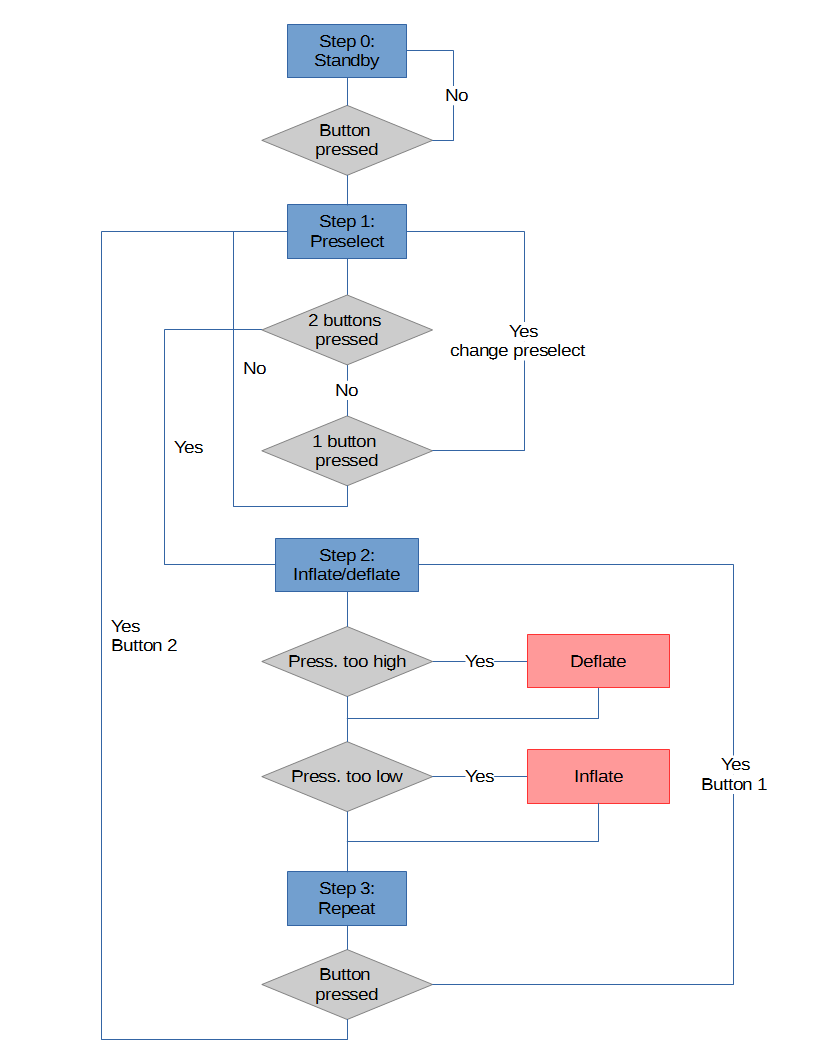 Step 0:
Standby
No
Button
pressed
Step 1:
Preselect
2 buttons
pressed
Yes
change preselect
No
No
1 button
pressed
Yes
Step 2:
Inflate/deflate
Yes
Button 2
Press. too high
Yes
Deflate
Press. too low
Yes
Inflate
Yes
Button 1
Step 3:
Repeat
Button
pressed